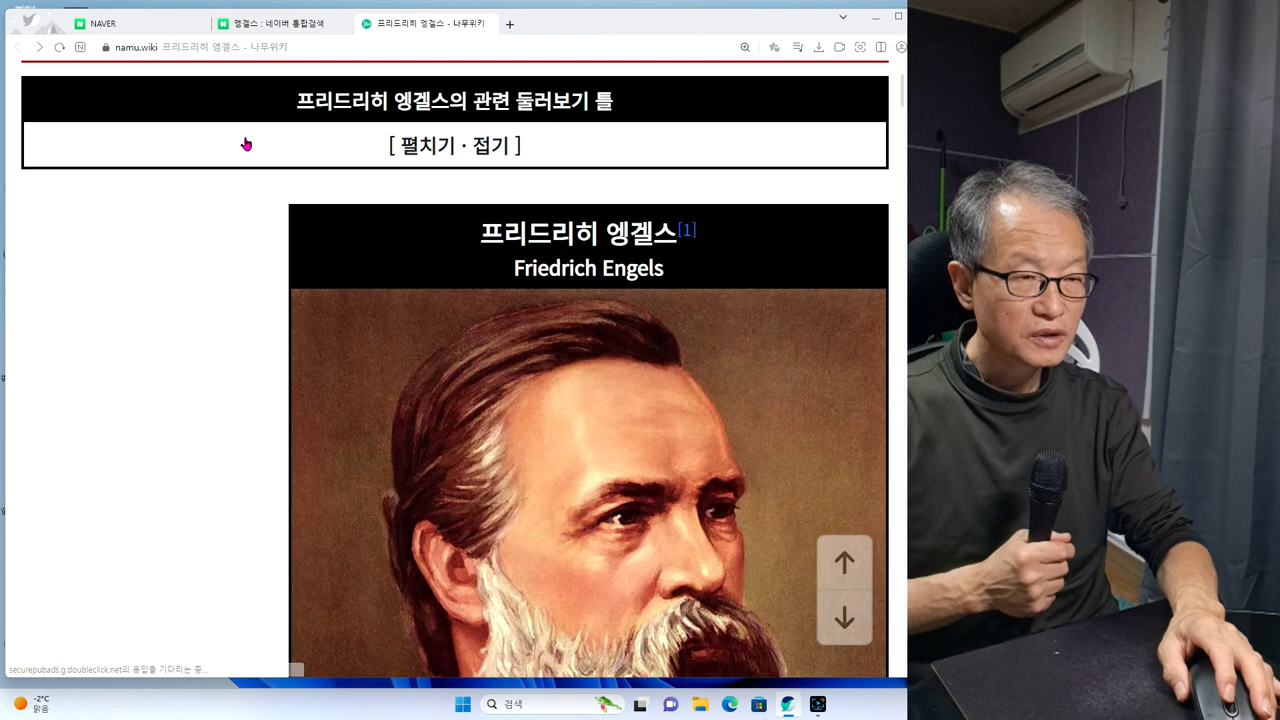 NAVER
엥겔스 : 네이버 통합검색
프리드리히 엥겔스 - 나무위키
namu.wiki 프리드리히 엥겔스 - 나무위키
프리드리히 엥겔스의 관련 둘러보기 틀
[ 펼치기 · 접기 ]
프리드리히 엥겔스[1]
Friedrich Engels
securepubads.g.doubleclick.net의 응답을 기다리는 중...
-2°C
맑음
검색